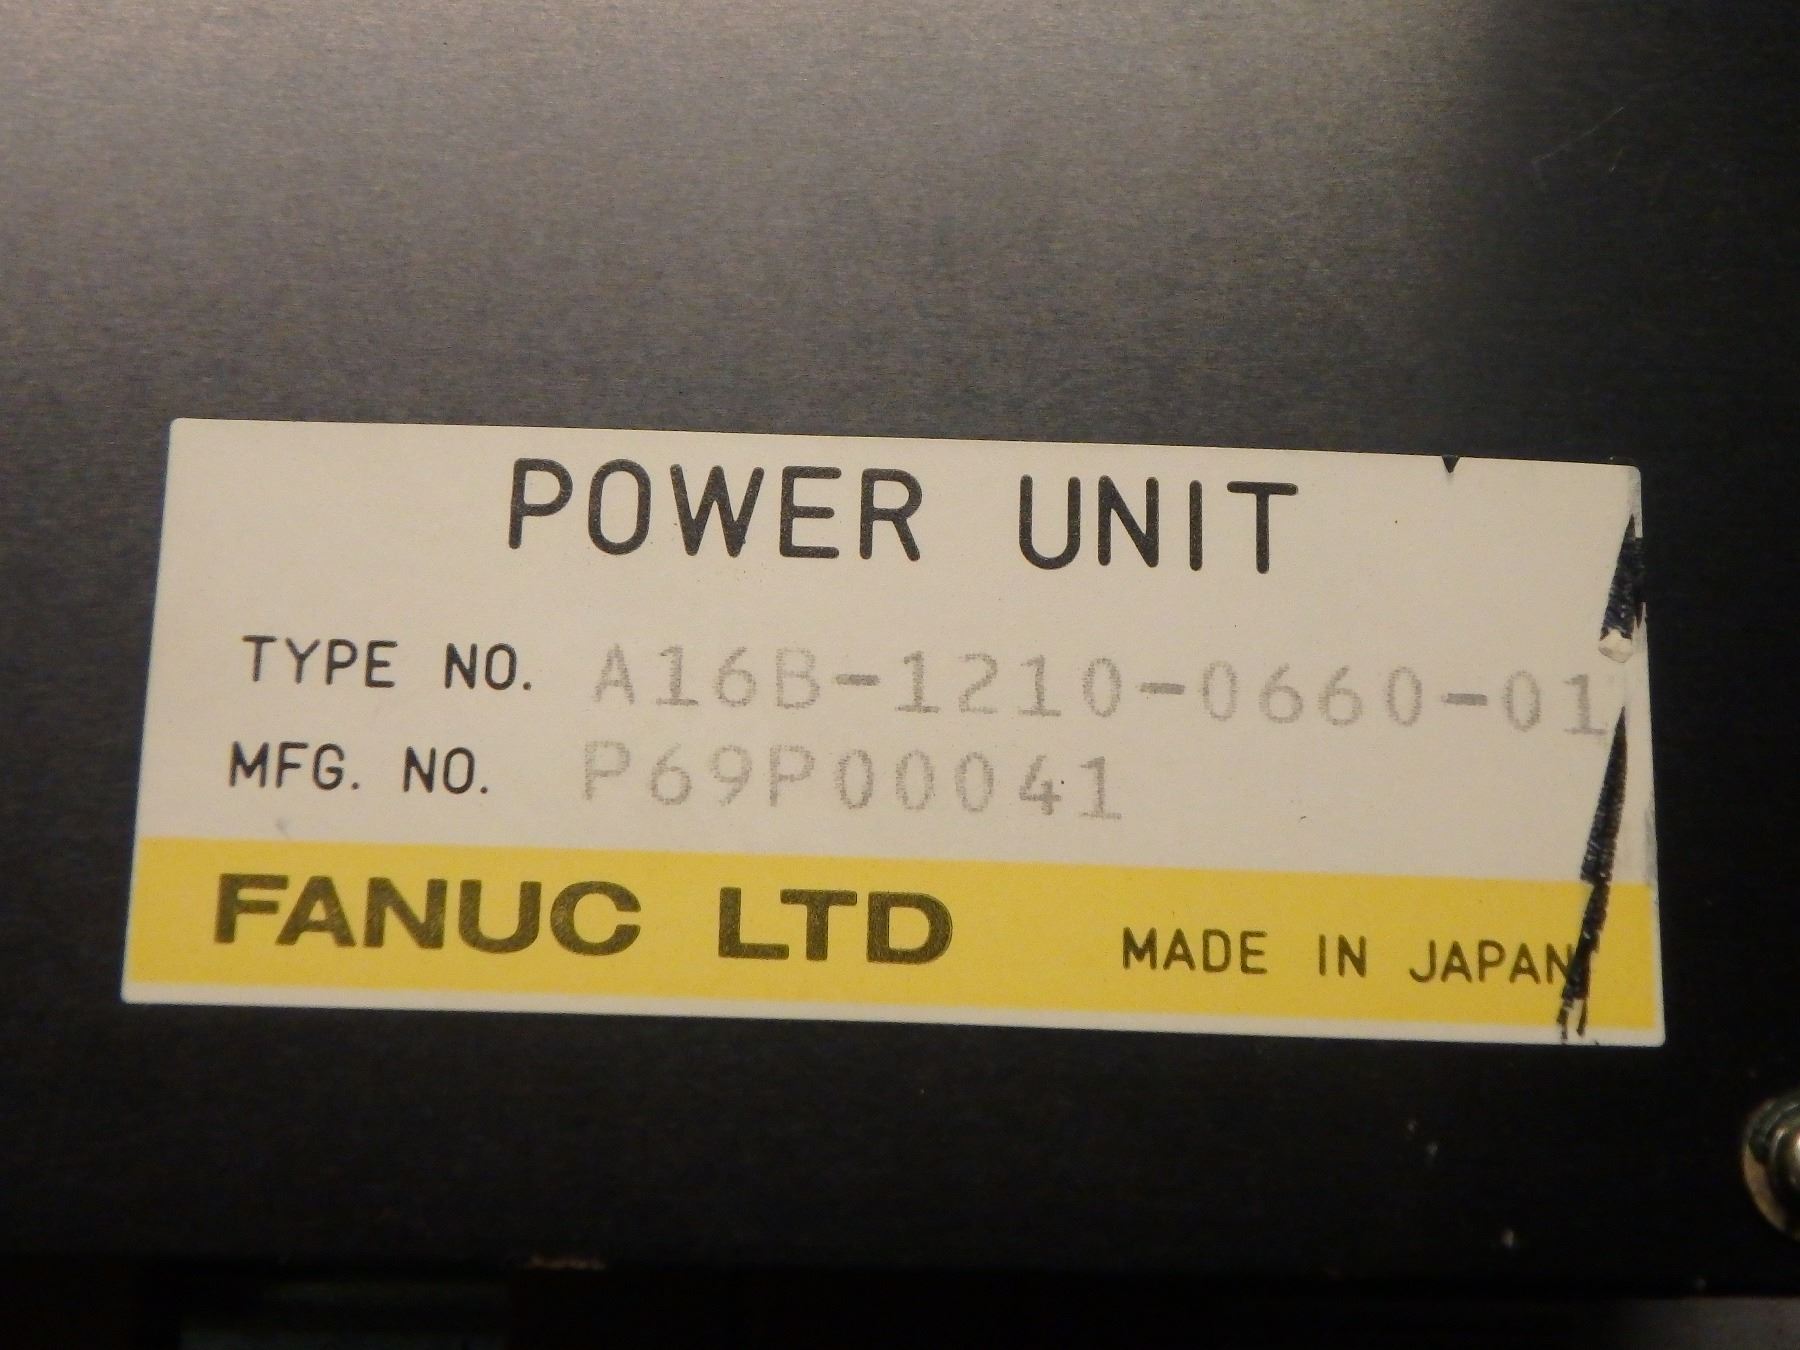 POWER UNIT
TYPE NO. A16B-1210-0660-01
MFG. NO. P69P00041
FANUC LTD MADE IN JAPAN